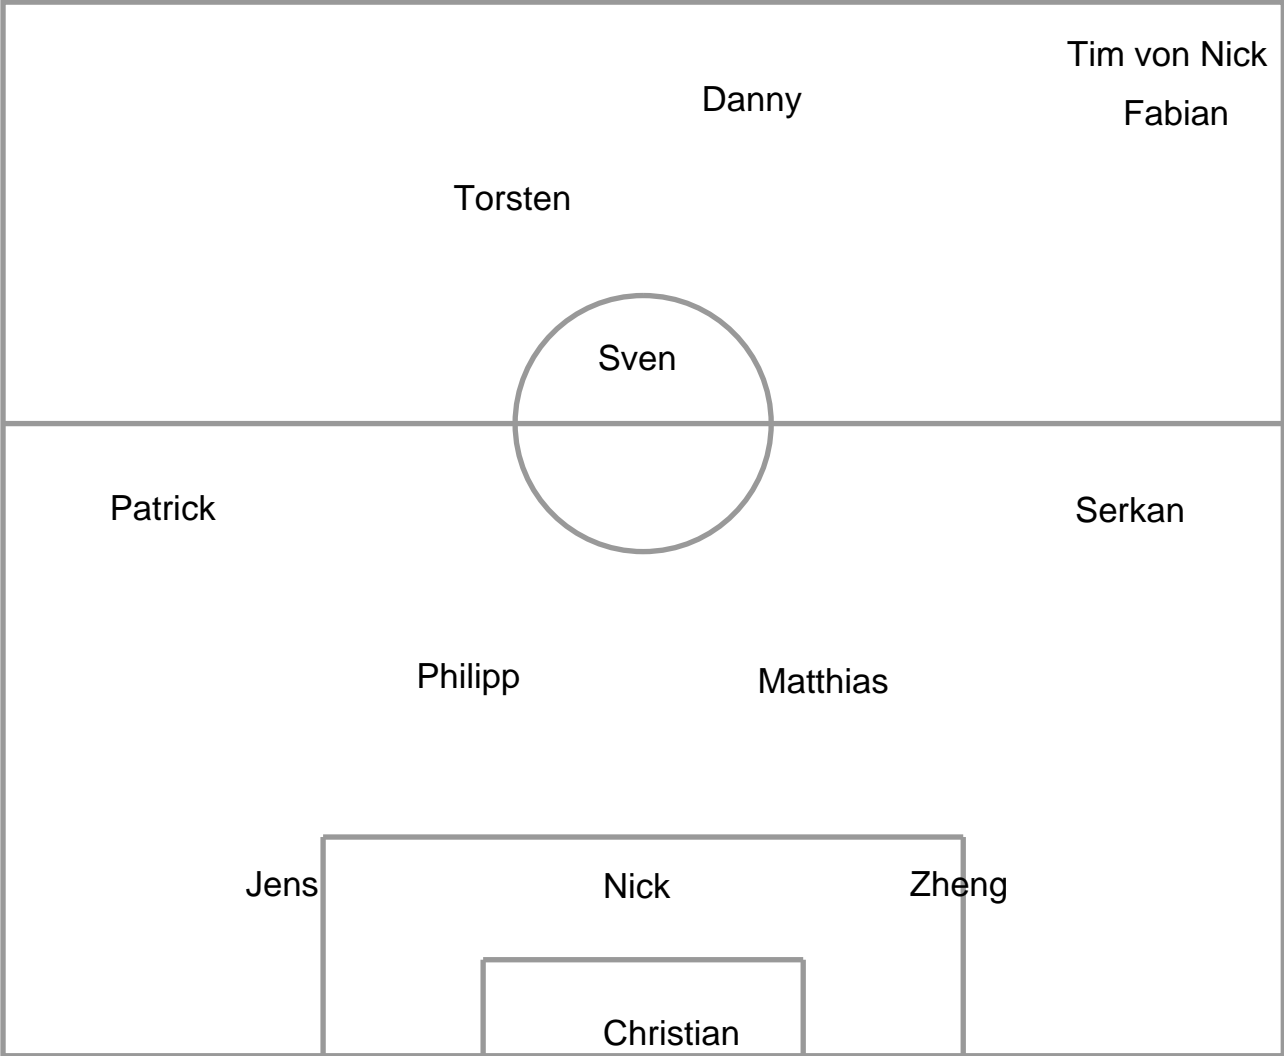 Tim von Nick
Danny
Fabian
Torsten
Sven
Patrick
Serkan
Philipp
Matthias
Jens
Nick
Zheng
Christian